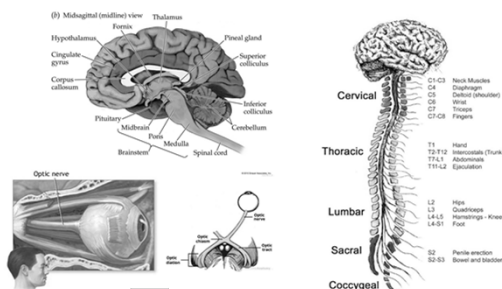 (b) Midsagittal (midline) view
Thalamus
Fornix
Hypothalamus
Cingulate
gyrus
Corpus
callosum
Pineal gland
Superior
colliculus
Inferior
colliculus
Cerebellum
Pituitary
Midbrain
Pons
Medulla
Brainstem
Spinal cord
Optic nerve
Optic
nerve
Optic
chiasm
Optic
tract
Cervical
C1-C3 Neck Muscles
C4 Diaphragm
C5 Deltoid (shoulder)
C6 Wrist
C7 Triceps
C7-C8 Fingers
Thoracic
T1 Hand
T2-T12 Intercostals (Trunk
T7-L1 Abdominals
T11-L2 Ejaculation
Lumbar
L2 Hips
L3 Quadriceps
L4-L5 Hamstrings - Knee
L4-S1 Foot
Sacral
S2 Penile erection
S2-S3 Bowel and bladder
Coccygeal